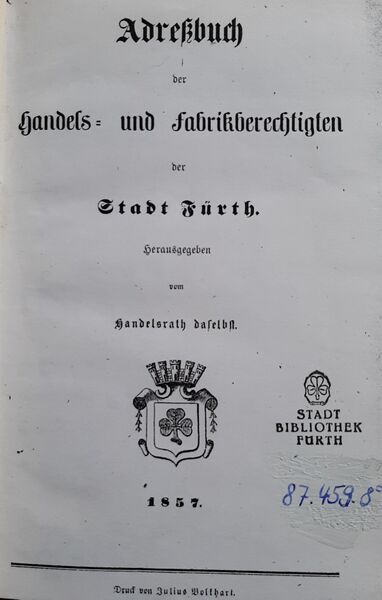 Adreßbuch
der
Handels- und Fabrikberechtigten
der
Stadt Fürth.
Herausgegeben
vom
Handelsrath daselbst.
1857.
STADT
BIBLIOTHEK
FÜRTH
87.459.8°
Druck von Julius Volkhart.